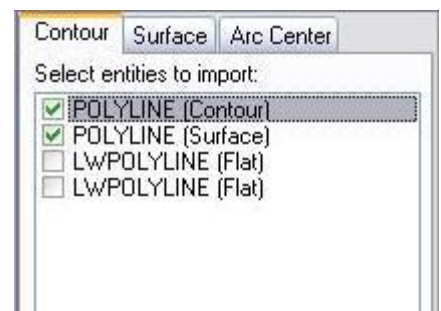 Contour Surface Arc Center
Select entities to import:
POLYLINE (Contour)
POLYLINE (Surface)
LWPOLYLINE (Flat)
LWPOLYLINE (Flat)